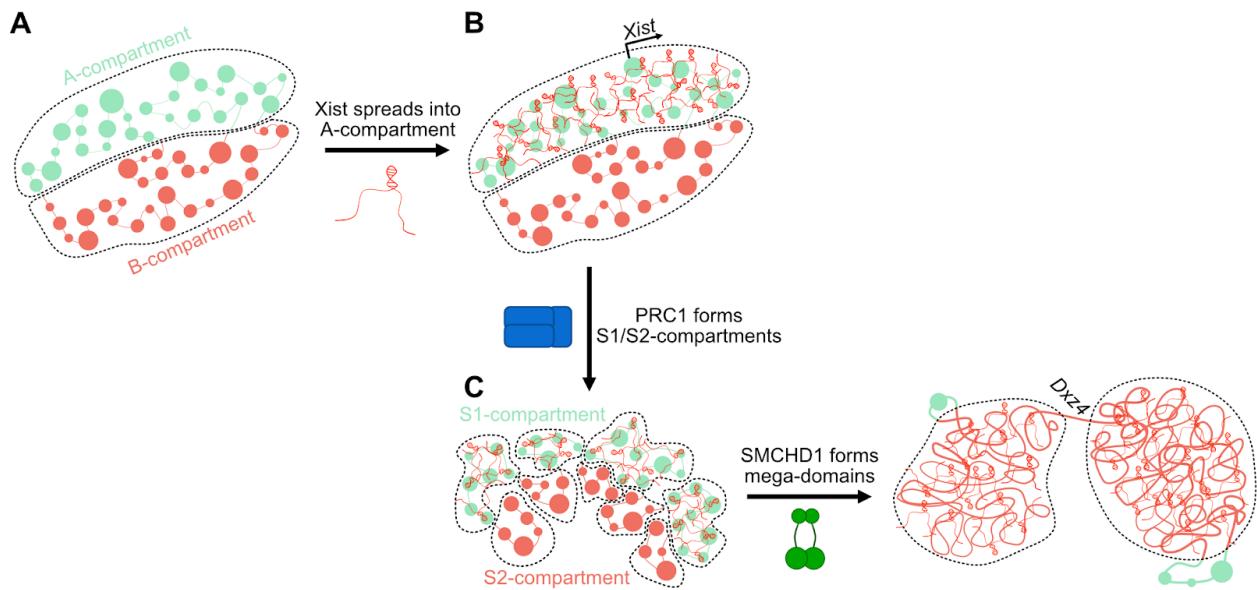 A
A-compartment
B-compartment
Xist spreads into
A-compartment
B
Xist
PRC1 forms
S1/S2-compartments
C
S1-compartment
S2-compartment
SMCHD1 forms
mega-domains
Dxz4